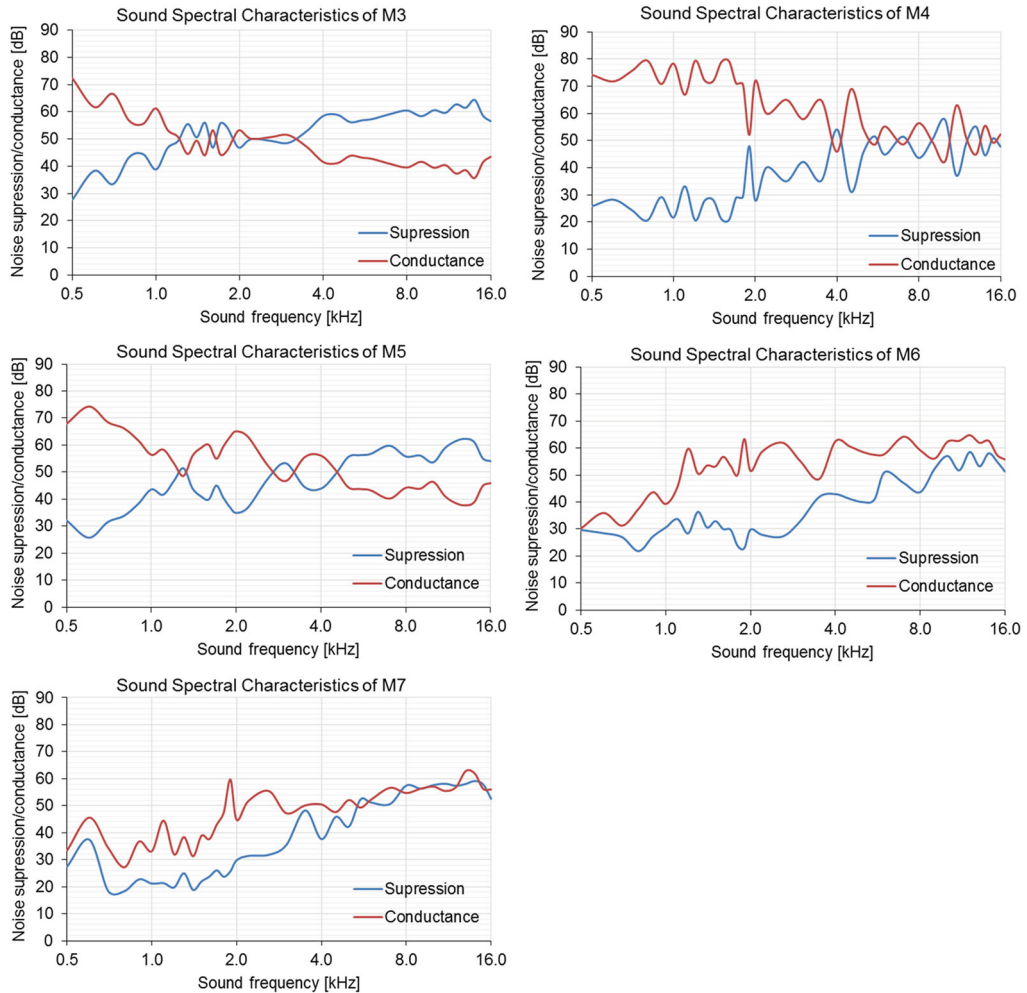 Sound Spectral Characteristics of M3
Noise supression/conductance [dB]
90
80
70
60
50
40
30
20
10
0
Supression
Conductance
0.5 1.0 2.0 4.0 8.0 16.0
Sound frequency [kHz]
Sound Spectral Characteristics of M4
Noise supression/conductance [dB]
90
80
70
60
50
40
30
20
10
0
Supression
Conductance
0.5 1.0 2.0 4.0 8.0 16.0
Sound frequency [kHz]
Sound Spectral Characteristics of M5
Noise supression/conductance [dB]
90
80
70
60
50
40
30
20
10
0
Supression
Conductance
0.5 1.0 2.0 4.0 8.0 16.0
Sound frequency [kHz]
Sound Spectral Characteristics of M6
Noise supression/conductance [dB]
90
80
70
60
50
40
30
20
10
0
Supression
Conductance
0.5 1.0 2.0 4.0 8.0 16.0
Sound frequency [kHz]
Sound Spectral Characteristics of M7
Noise supression/conductance [dB]
90
80
70
60
50
40
30
20
10
0
Supression
Conductance
0.5 1.0 2.0 4.0 8.0 16.0
Sound frequency [kHz]